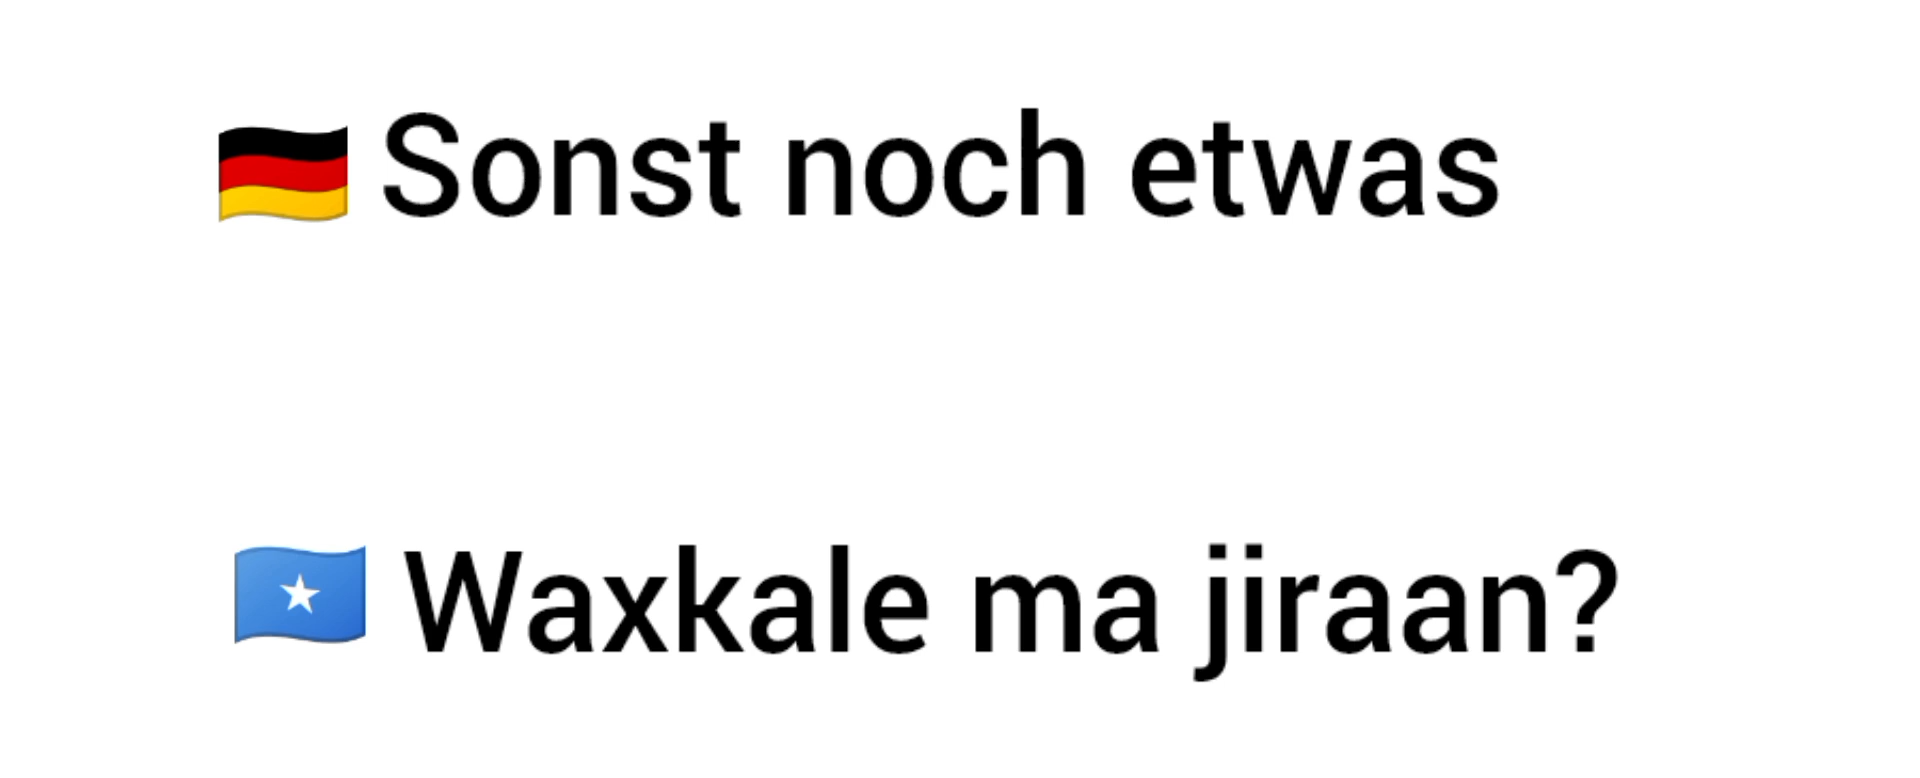 🇩🇪 Sonst noch etwas
🇸🇴 Waxkale ma jiraan?